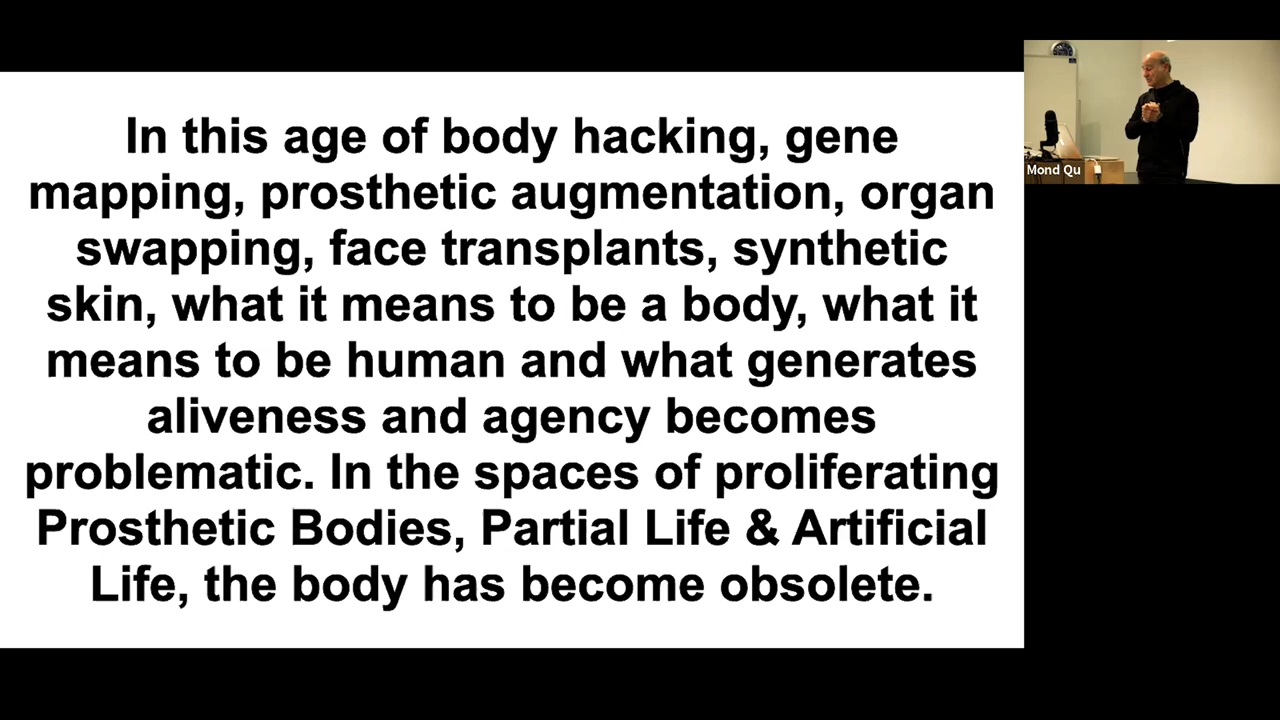 In this age of body hacking, gene
mapping, prosthetic augmentation, organ
swapping, face transplants, synthetic
skin, what it means to be a body, what it
means to be human and what generates
aliveness and agency becomes
problematic. In the spaces of proliferating
Prosthetic Bodies, Partial Life & Artificial
Life, the body has become obsolete.
Mond Qu